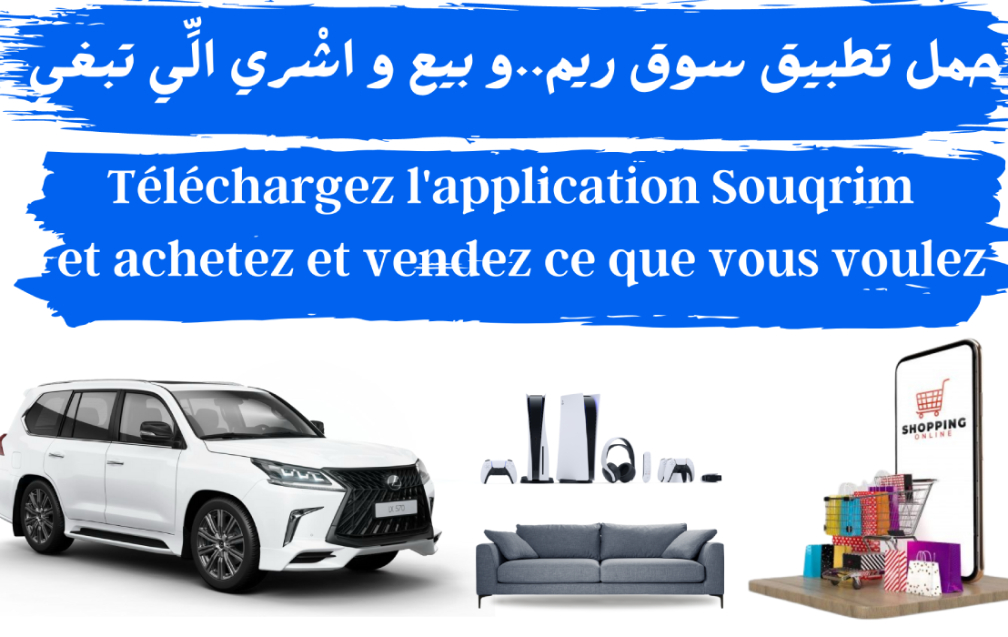 حمل تطبيق سوق ريم..و بيع و اشْري الِّي تبغى
Téléchargez l'application Souqrim
et achetez et vendez ce que vous voulez
SHOPPING
ONLINE